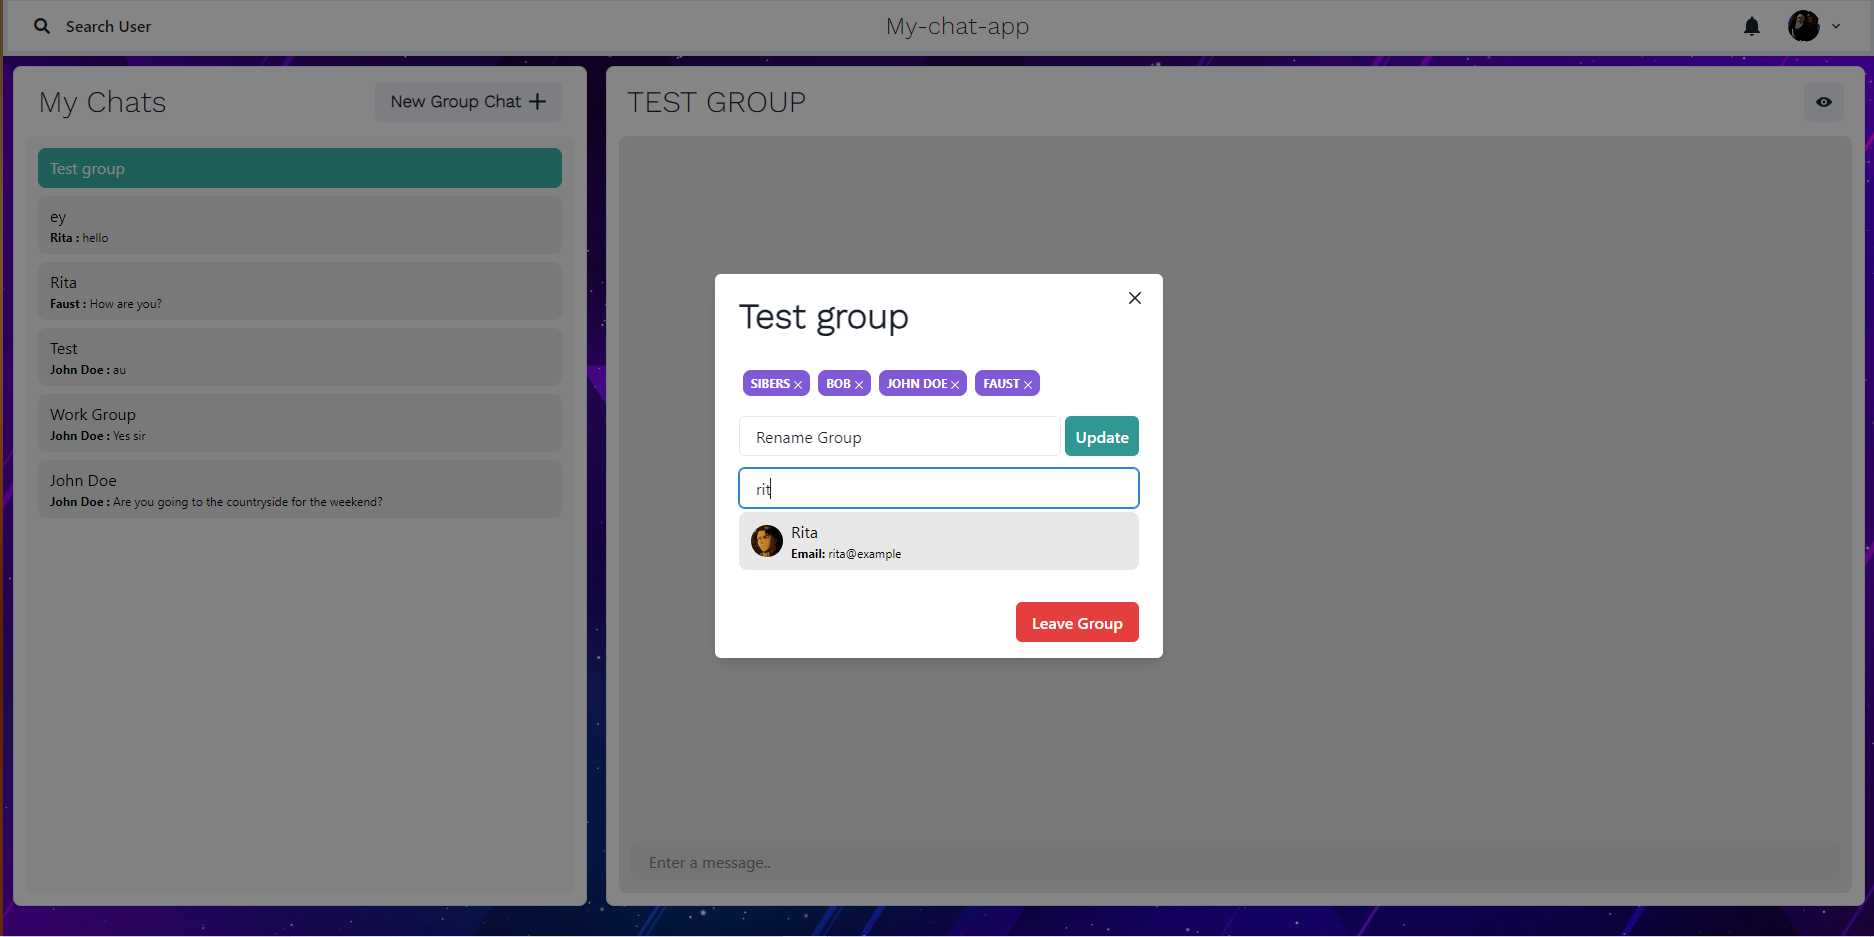 Search User
My-chat-app
My Chats
New Group Chat
Test group
ey
Rita : hello
Rita
Faust : How are you?
Test
John Doe : au
Work Group
John Doe : Yes sir
John Doe
John Doe : Are you going to the countryside for the weekend?
TEST GROUP
Enter a message..
Test group
SIBERS BOB JOHN DOE FAUST
Rename Group
Update
rit
Rita
Email: rita@example
Leave Group